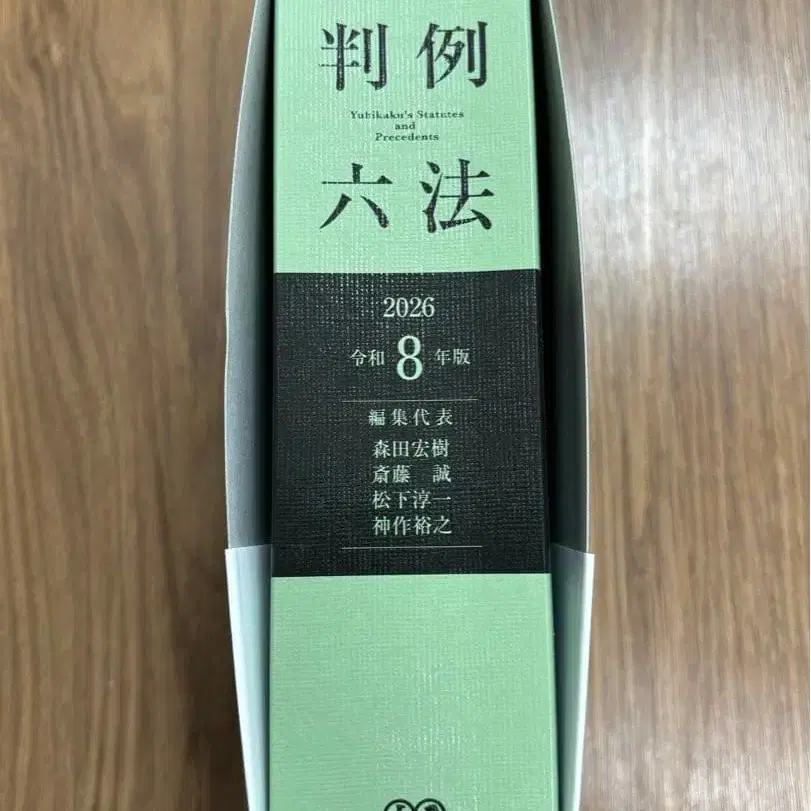 判例
Yuhikaku's Statutes
and
Precedents
六法
2026
令和 8 年版
編集代表
森田宏樹
斎藤 誠
松下淳一
神作裕之